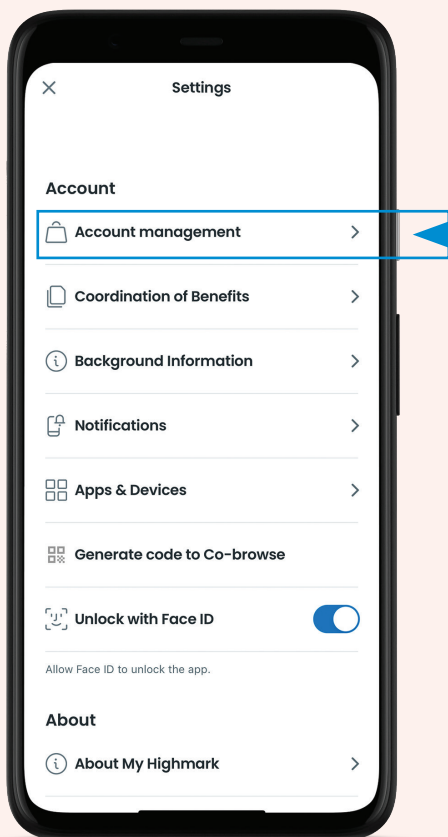 Settings
Account
Account management
Coordination of Benefits
Background Information
Notifications
Apps & Devices
Generate code to Co-browse
Unlock with Face ID
Allow Face ID to unlock the app.
About
About My Highmark